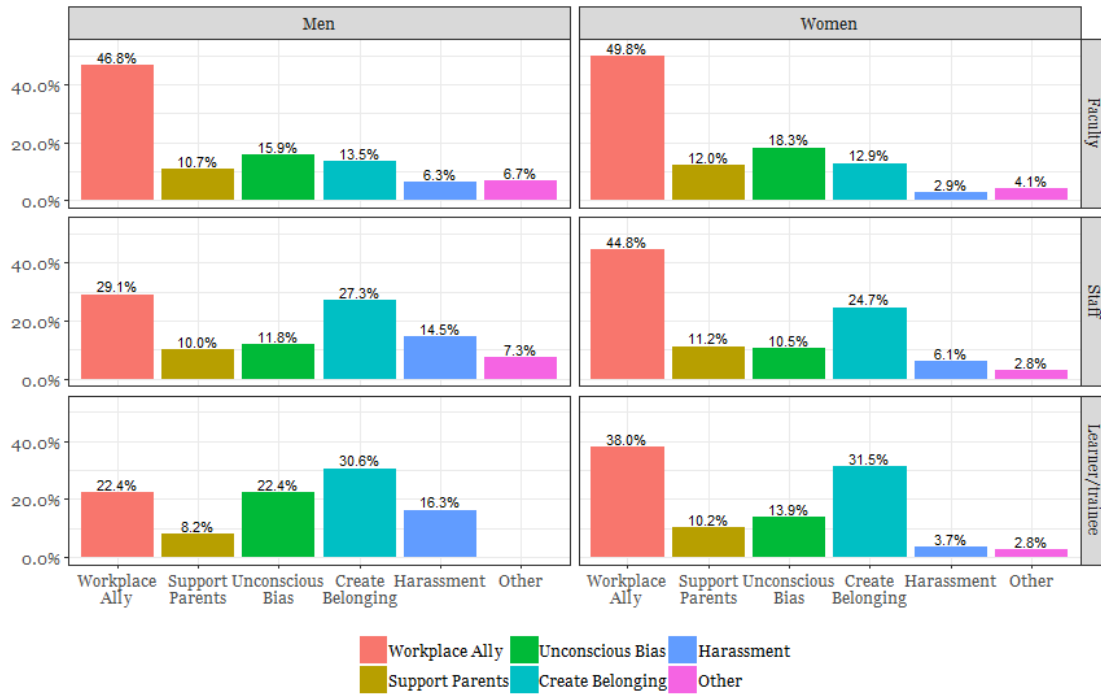 Men Women
46.8% 49.8%
40.0%
20.0%
10.7% 15.9% 13.5% 6.3% 6.7% 12.0% 18.3% 12.9% 2.9% 4.1%
0.0%
Faculty
40.0%
29.1% 27.3% 44.8% 24.7%
20.0%
10.0% 11.8% 14.5% 7.3% 11.2% 10.5% 6.1% 2.8%
0.0%
Staff
40.0%
22.4% 22.4% 30.6% 38.0% 31.5%
20.0%
8.2% 16.3% 10.2% 13.9% 3.7% 2.8%
0.0%
Learner/trainee
Workplace Support Unconscious Create Harassment Other Workplace Support Unconscious Create Harassment Other
Ally Parents Bias Belonging Ally Parents Bias Belonging
Workplace Ally Unconscious Bias Harassment
Support Parents Create Belonging Other